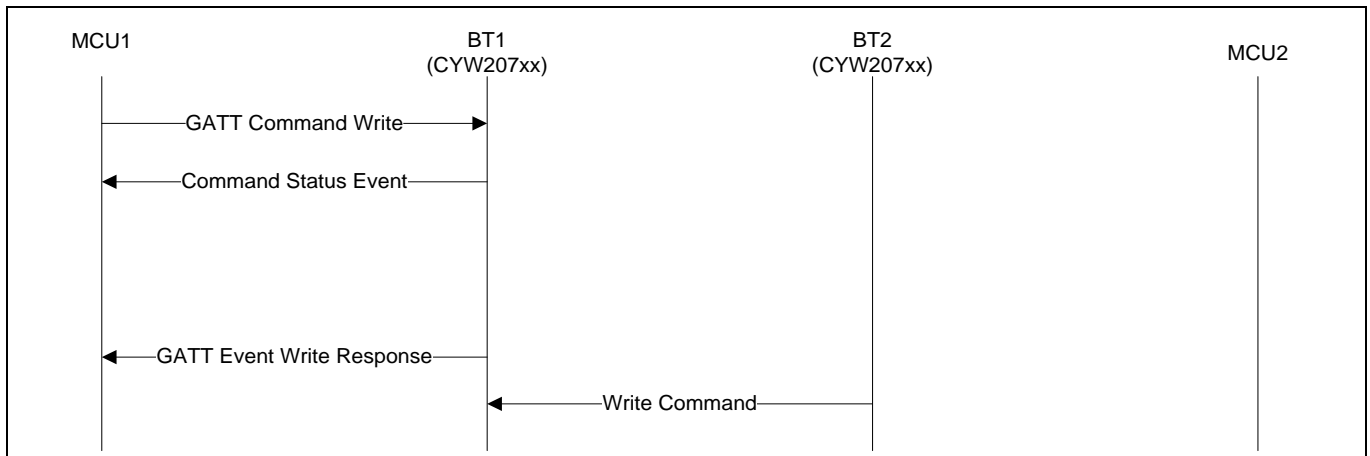 MCU1
BT1
(CYW207xx)
BT2
(CYW207xx)
MCU2
GATT Command Write
Command Status Event
GATT Event Write Response
Write Command